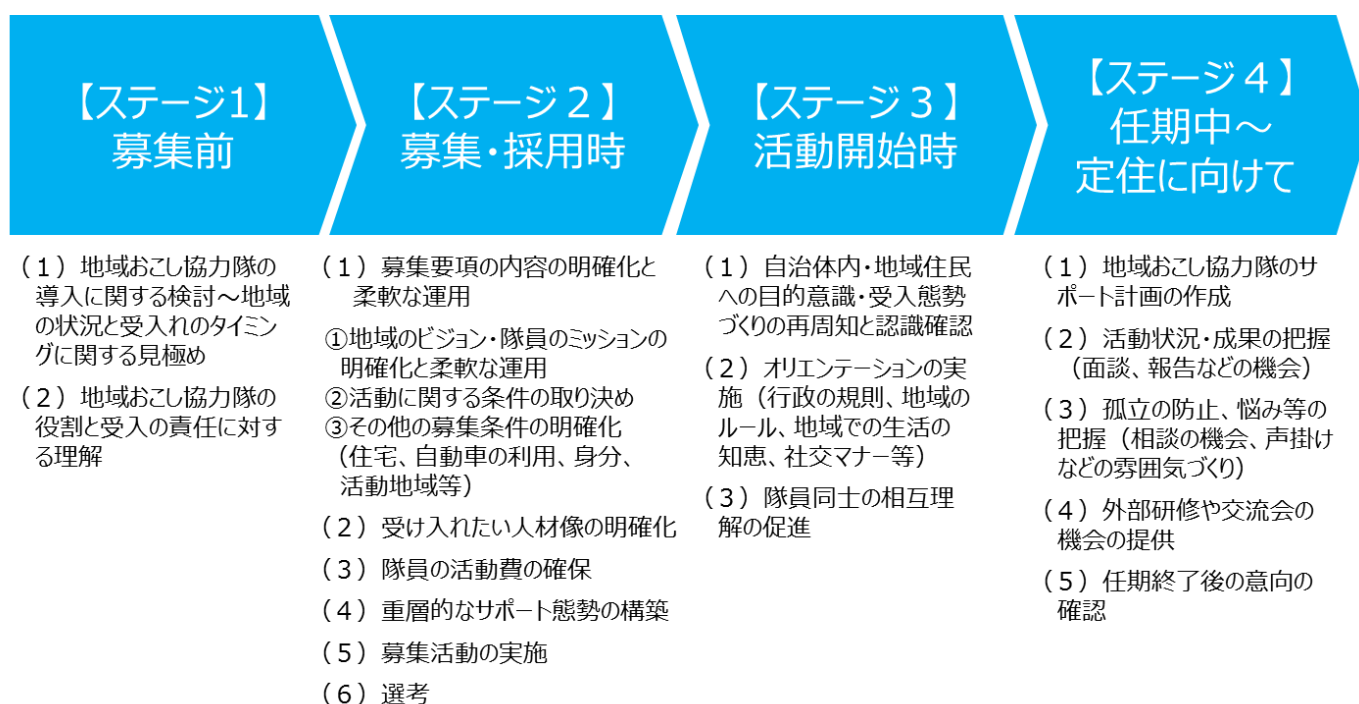 【ステージ1】
募集前
【ステージ２】
募集・採用時
【ステージ３】
活動開始時
【ステージ４】
任期中～
定住に向けて
（１）地域おこし協力隊の
導入に関する検討～地域
の状況と受入れのタイミン
グに関する見極め
（２）地域おこし協力隊の
役割と受入の責任に対す
る理解
（１）募集要項の内容の明確化と
柔軟な運用
①地域のビジョン・隊員のミッションの
明確化と柔軟な運用
②活動に関する条件の取り決め
③その他の募集条件の明確化
（住宅、自動車の利用、身分、
活動地域等）
（２）受け入れたい人材像の明確化
（３）隊員の活動費の確保
（４）重層的なサポート態勢の構築
（５）募集活動の実施
（６）選考
（１）自治体内・地域住民
への目的意識・受入態勢
づくりの再周知と認識確認
（２）オリエンテーションの実
施（行政の規則、地域の
ルール、地域での生活の
知恵、社交マナー等）
（３）隊員同士の相互理
解の促進
（１）地域おこし協力隊のサ
ポート計画の作成
（２）活動状況・成果の把握
（面談、報告などの機会）
（３）孤立の防止、悩み等の
把握（相談の機会、声掛け
などの雰囲気づくり）
（４）外部研修や交流会の
機会の提供
（５）任期終了後の意向の
確認